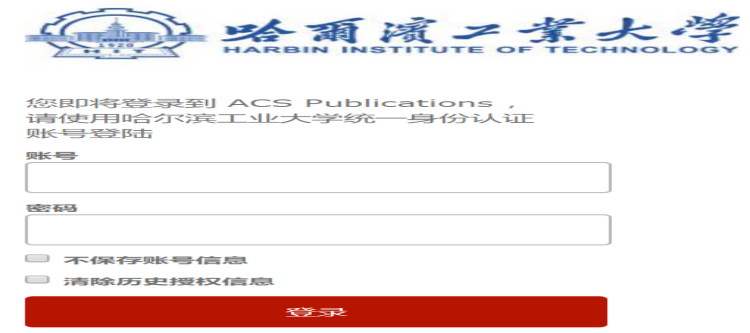 哈爾濱工業大學
HARBIN INSTITUTE OF TECHNOLOGY
1920
HIT
您即将登录到 ACS Publications，
请使用哈尔滨工业大学统一身份认证
账号登陆
账号
密码
不保存账号信息
清除历史授权信息
登录